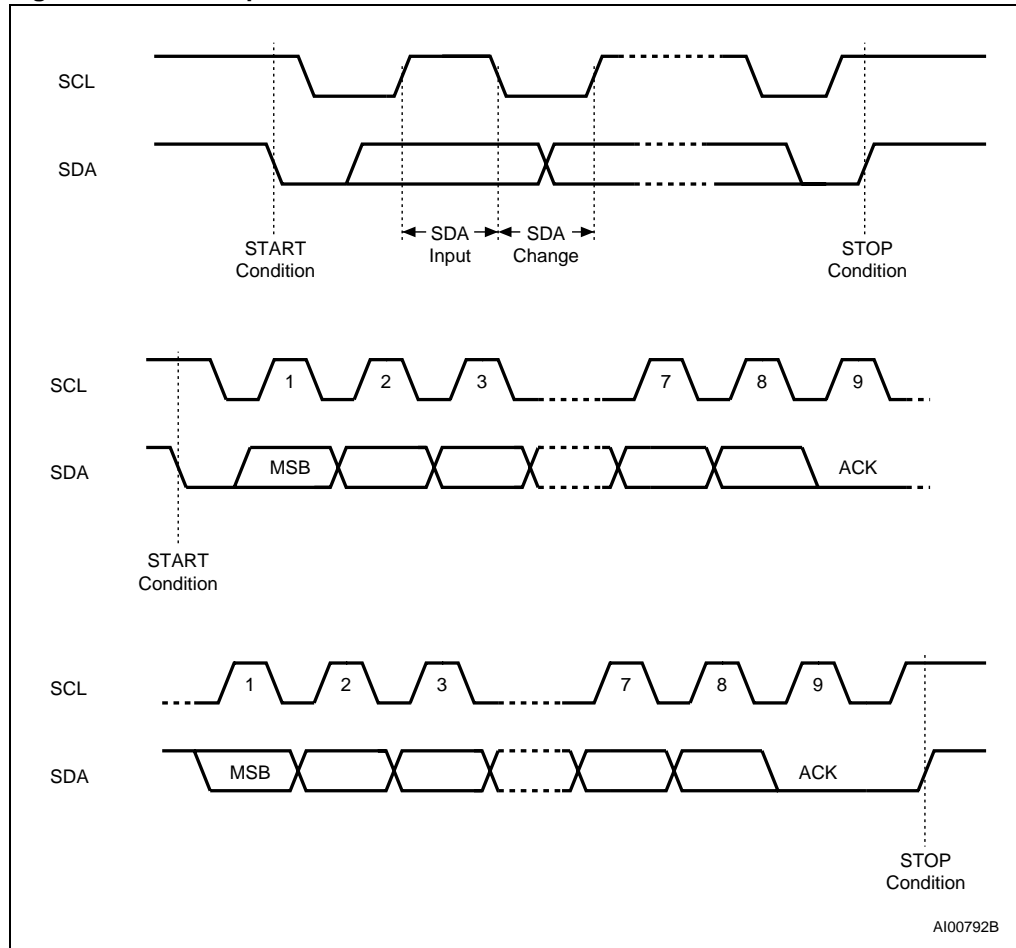 SCL
SDA
START
Condition
SDA
Input
SDA
Change
STOP
Condition
SCL
1 2 3 7 8 9
SDA
MSB
ACK
START
Condition
SCL
1 2 3 7 8 9
SDA
MSB
ACK
STOP
Condition
AI00792B